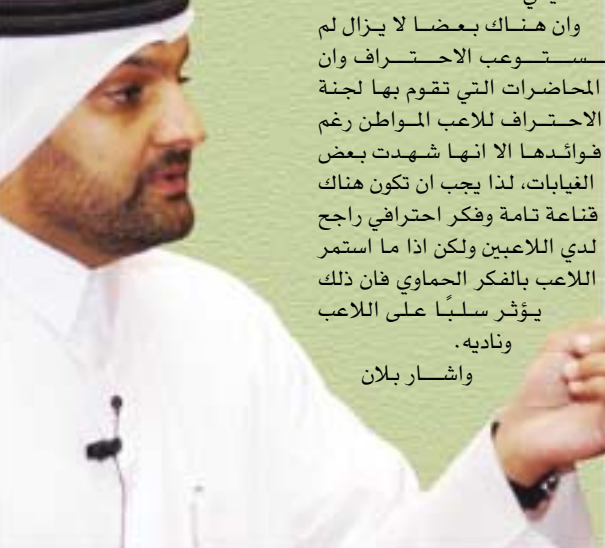 وان هناك بعضا لا يزال لم
يستوعب الاحتراف وان
المحاضرات التي تقوم بها لجنة
الاحتراف للاعب المواطن رغم
فوائدها الا انها شهدت بعض
الغيابات، لذا يجب ان تكون هناك
قناعة تامة وفكر احترافي راجح
لدي اللاعبين ولكن اذا ما استمر
اللاعب بالفكر الحماوي فان ذلك
يؤثر سلبًا على اللاعب
وناديه.
واشار بلان